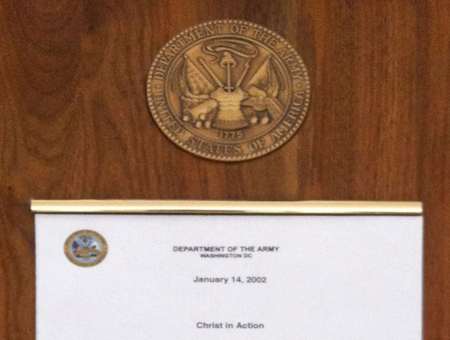 DEPARTMENT OF THE ARMY
UNITED STATES OF AMERICA
1775
DEPARTMENT OF THE ARMY
WASHINGTON DC
January 14, 2002
Christ in Action